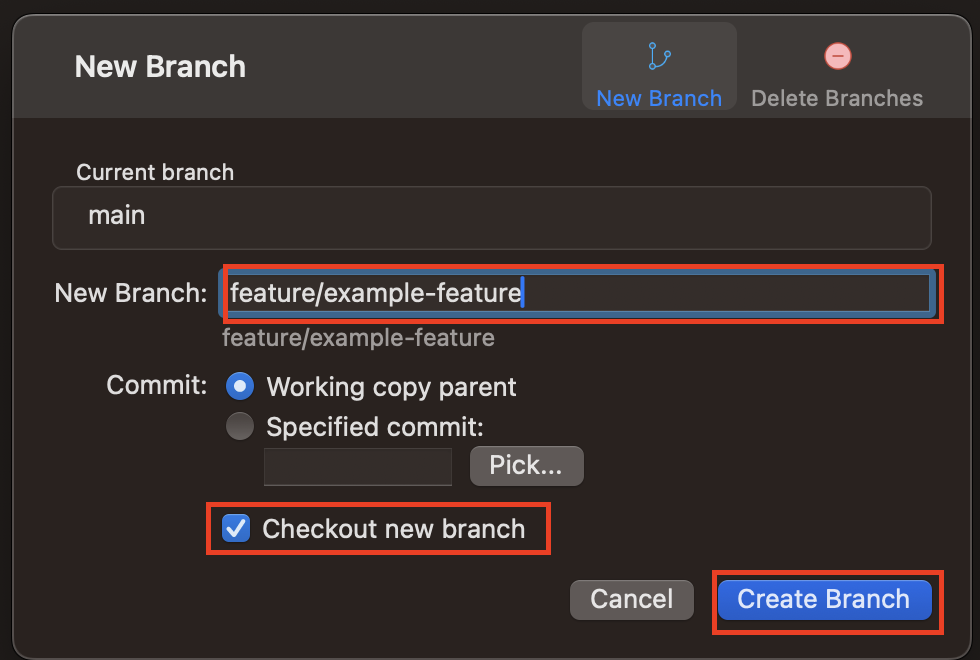 New Branch
New Branch
Delete Branches
Current branch
main
New Branch: feature/example-feature
feature/example-feature
Commit: Working copy parent
Specified commit:
Pick...
Checkout new branch
Cancel
Create Branch